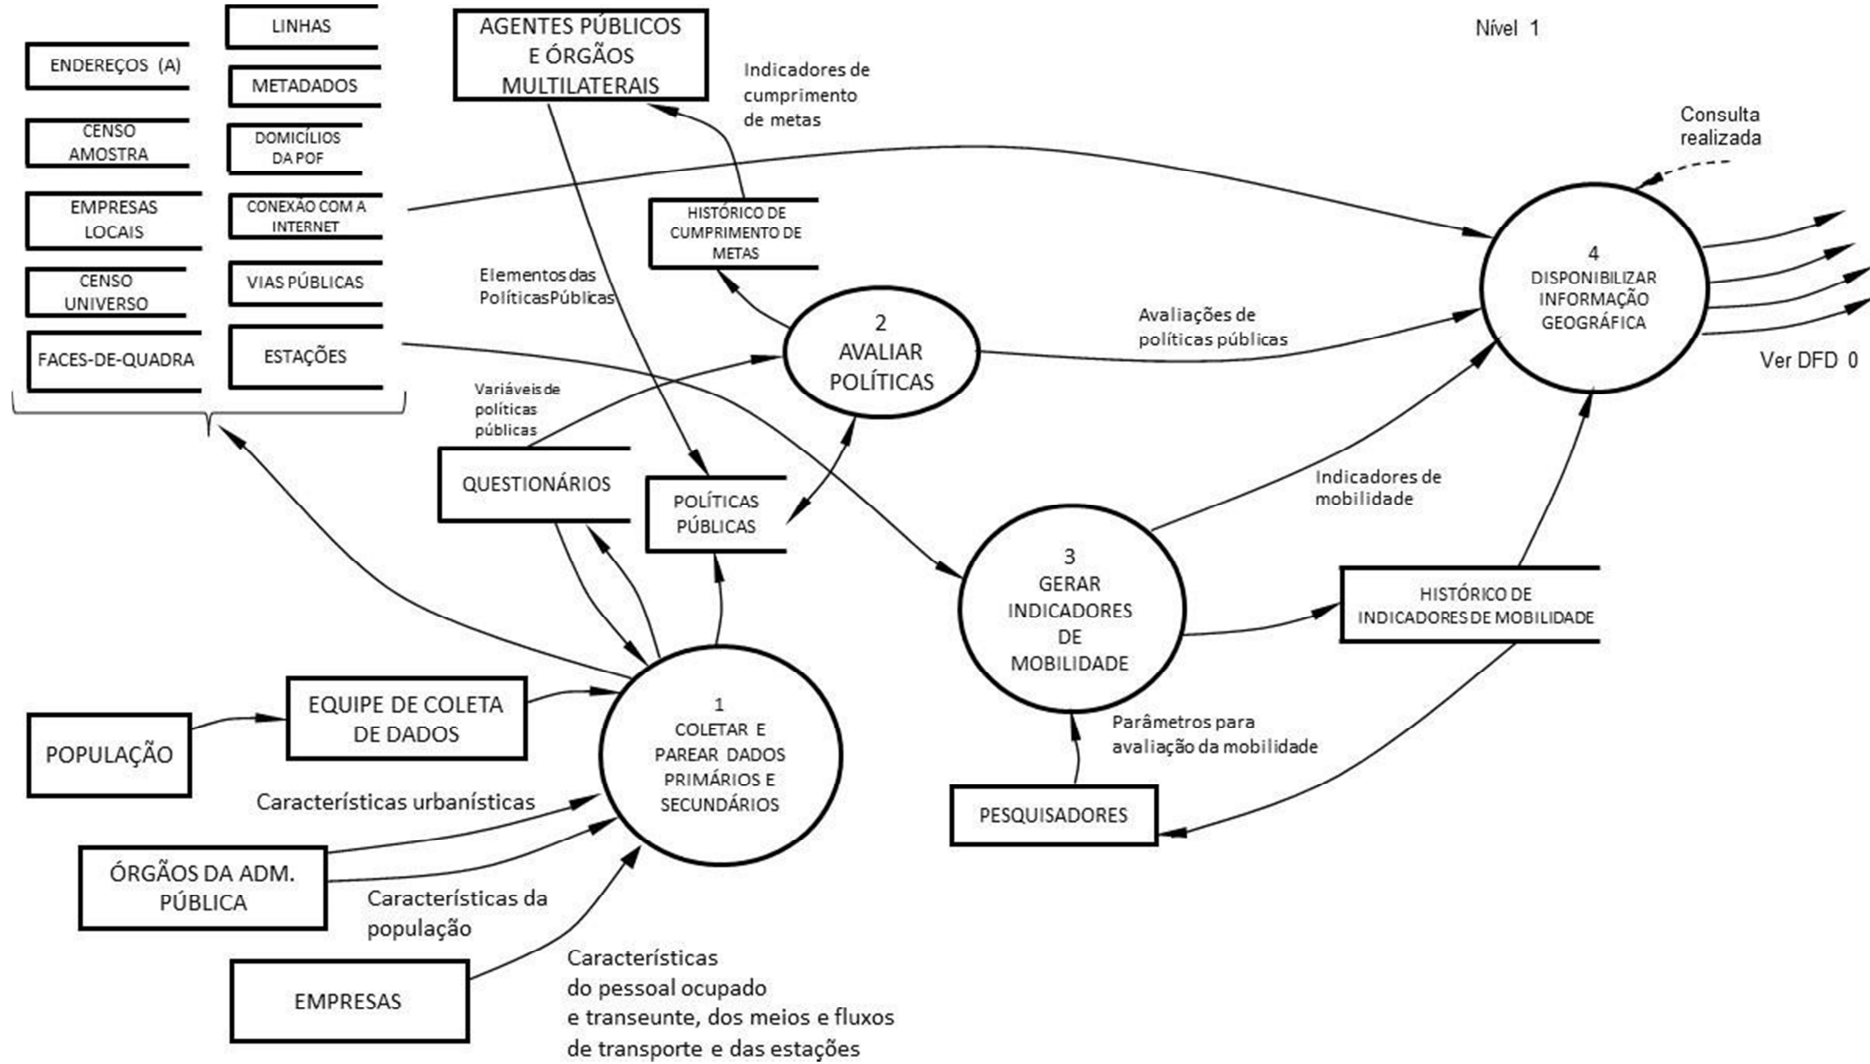 LINHAS
AGENTES PÚBLICOS
E ÓRGÃOS
MULTILATERAIS
Nível 1
ENDEREÇOS (A)
METADADOS
Indicadores de
cumprimento
de metas
CENSO
AMOSTRA
DOMICÍLIOS
DA POF
Consulta
realizada
EMPRESAS
LOCAIS
CONEXÃO COM A
INTERNET
HISTÓRICO DE
CUMPRIMENTO DE
METAS
CENSO
UNIVERSO
VIAS PÚBLICAS
Elementos das
PolíticasPúblicas
4
DISPONIBILIZAR
INFORMAÇÃO
GEOGRÁFICA
FACES-DE-QUADRA
ESTAÇÕES
2
AVALIAR
POLÍTICAS
Avaliações de
políticas públicas
Ver DFD 0
Variáveis de
políticas
públicas
QUESTIONÁRIOS
POLÍTICAS
PÚBLICAS
Indicadores de
mobilidade
3
GERAR
INDICADORES
DE
MOBILIDADE
HISTÓRICO DE
INDICADORES DE MOBILIDADE
POPULAÇÃO
EQUIPE DE COLETA
DE DADOS
1
COLETAR E
PAREAR DADOS
PRIMÁRIOS E
SECUNDÁRIOS
Parâmetros para
avaliação da mobilidade
PESQUISADORES
Características urbanísticas
ÓRGÃOS DA ADM.
PÚBLICA
Características da
população
EMPRESAS
Características
do pessoal ocupado
e transeunte, dos meios e fluxos
de transporte e das estações